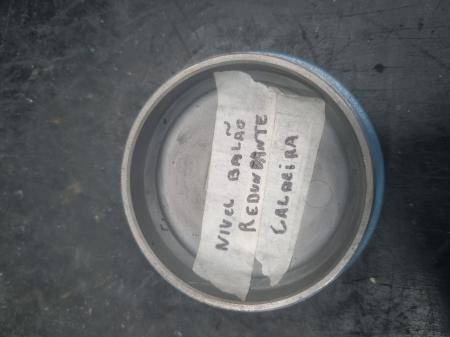 NIVEL BALÃO
REDUNDANTE
CALDEIRA